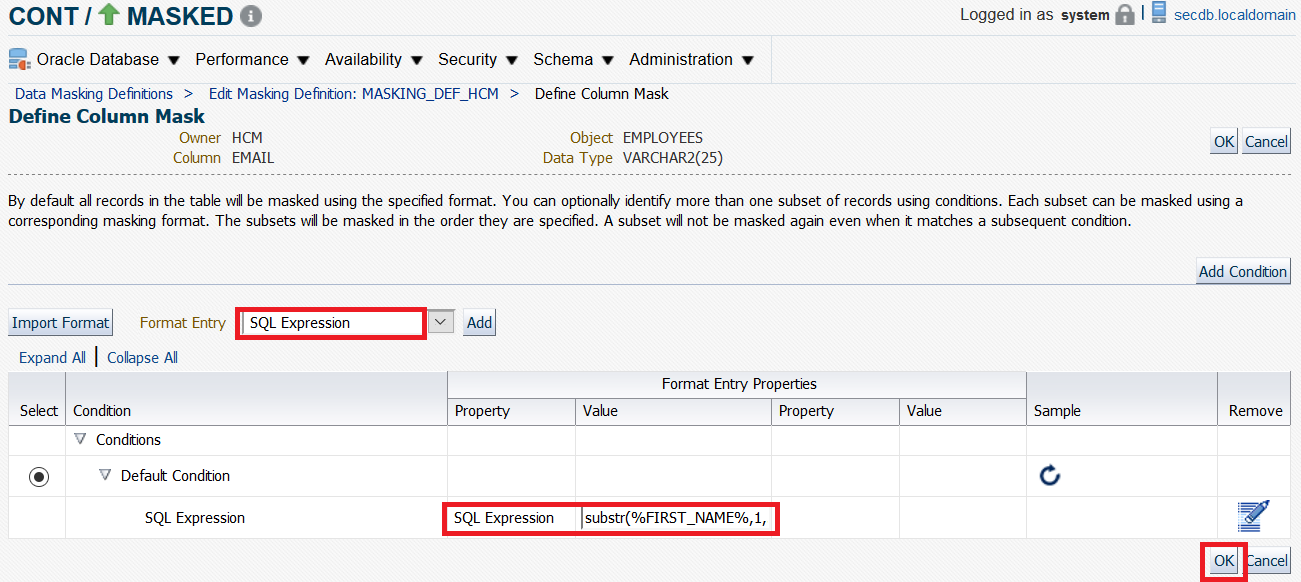 CONT / MASKED i
Logged in as system | secdb.localdomain
Oracle Database ▼ Performance ▼ Availability ▼ Security ▼ Schema ▼ Administration ▼
Data Masking Definitions > Edit Masking Definition: MASKING_DEF_HCM > Define Column Mask
Define Column Mask
Owner HCM Object EMPLOYEES
Column EMAIL Data Type VARCHAR2(25)
OK Cancel
By default all records in the table will be masked using the specified format. You can optionally identify more than one subset of records using conditions. Each subset can be masked using a
corresponding masking format. The subsets will be masked in the order they are specified. A subset will not be masked again even when it matches a subsequent condition.
Add Condition
Import Format Format Entry SQL Expression Add
Expand All | Collapse All
Format Entry Properties
Select Condition Property Value Property Value Sample Remove
Conditions
Default Condition
SQL Expression SQL Expression substr(%FIRST_NAME%,1,
OK Cancel